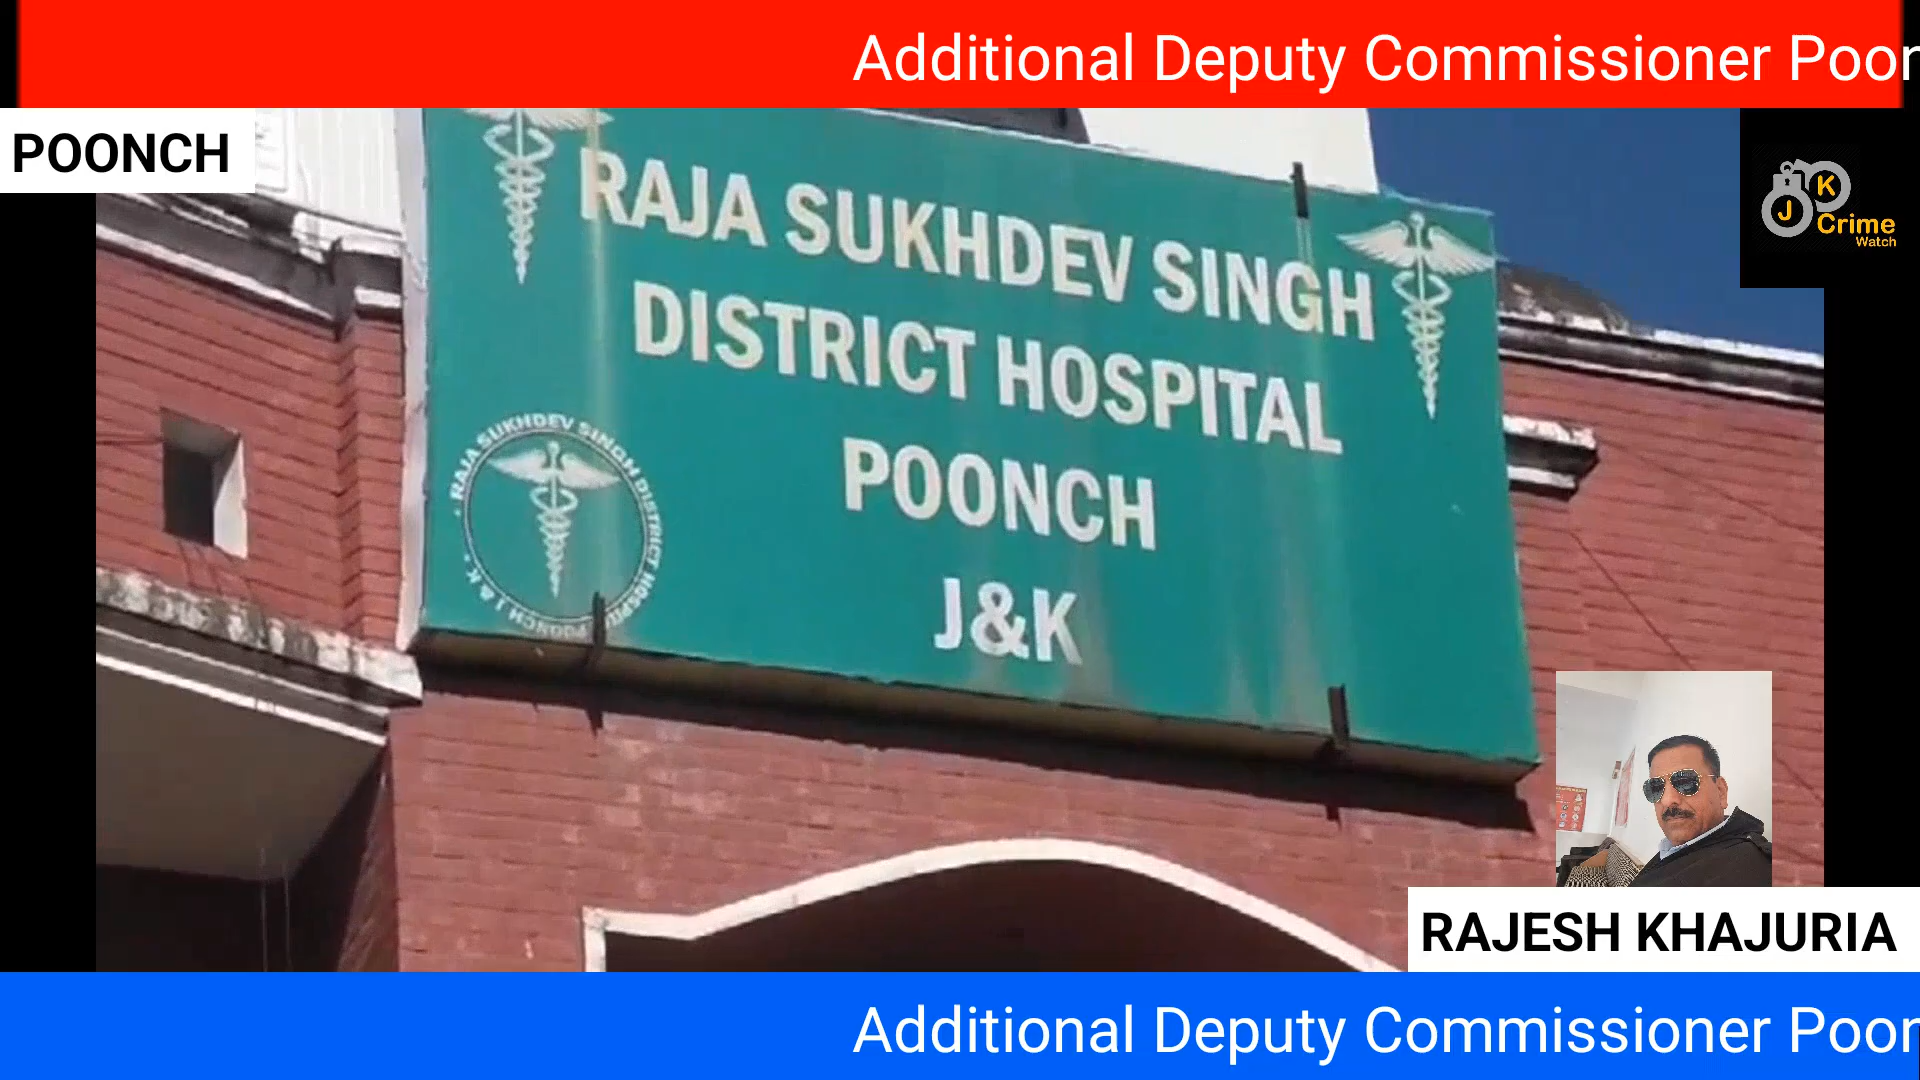 Additional Deputy Commissioner Poon
POONCH
J K
Crime
Watch
RAJA SUKHDEV SINGH
DISTRICT HOSPITAL
POONCH
J&K
RAJA SUKHDEV SINGH DISTRICT HOSPITAL POONCH J & K
RAJESH KHAJURIA
Additional Deputy Commissioner Poon